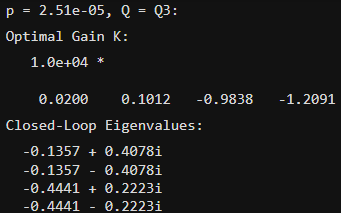 p = 2.51e-05, Q = Q3:
Optimal Gain K:
1.0e+04 *
0.0200 0.1012 -0.9838 -1.2091
Closed-Loop Eigenvalues:
-0.1357 + 0.4078i
-0.1357 - 0.4078i
-0.4441 + 0.2223i
-0.4441 - 0.2223i